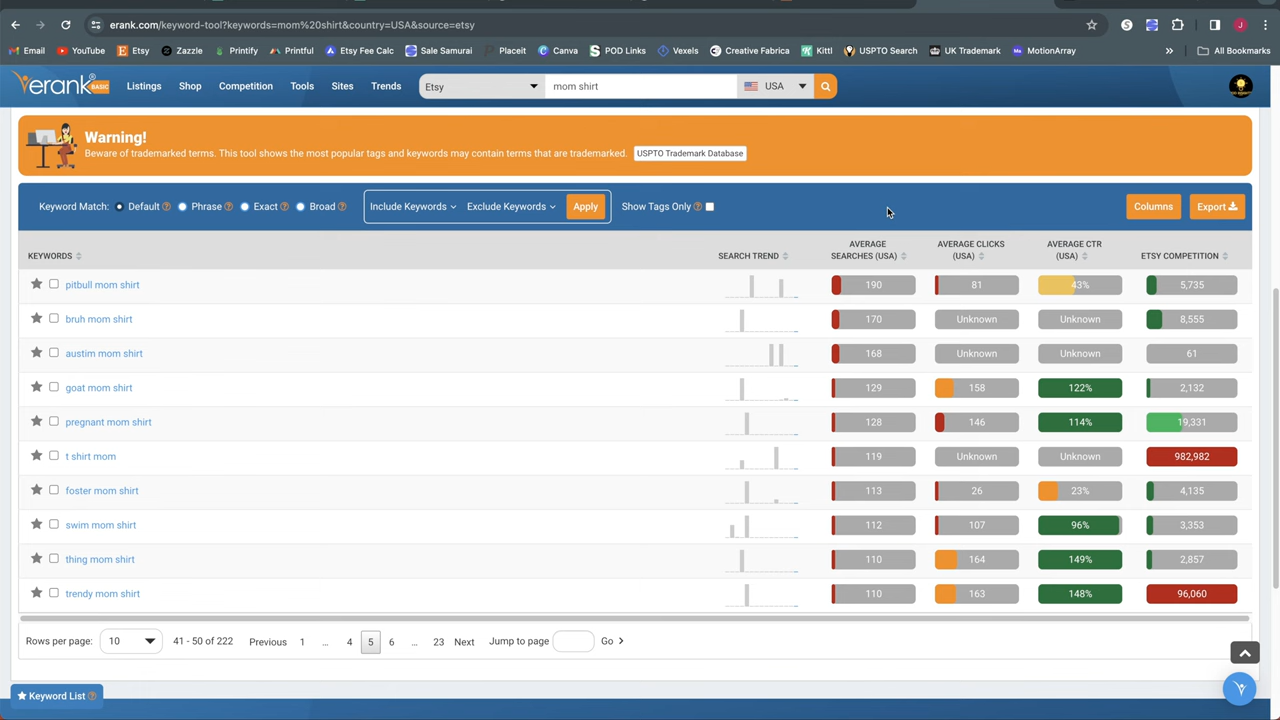 erank.com/keyword-tool?keywords=mom%20shirt&country=USA&source=etsy
J
Email YouTube Etsy Zazzle Printify Printful Etsy Fee Calc Sale Samurai Placeit Canva POD Links Vexels Creative Fabrica Kittl USPTO Search UK Trademark MotionArray » All Bookmarks
erank BASIC Listings Shop Competition Tools Sites Trends Etsy mom shirt USA
Warning!
Beware of trademarked terms. This tool shows the most popular tags and keywords may contain terms that are trademarked. USPTO Trademark Database
Keyword Match: Default Phrase Exact Broad Include Keywords Exclude Keywords Apply Show Tags Only Columns Export
KEYWORDS SEARCH TREND AVERAGE SEARCHES (USA) AVERAGE CLICKS (USA) AVERAGE CTR (USA) ETSY COMPETITION
pitbull mom shirt 190 81 43% 5,735
bruh mom shirt 170 Unknown Unknown 8,555
austim mom shirt 168 Unknown Unknown 61
goat mom shirt 129 158 122% 2,132
pregnant mom shirt 128 146 114% 19,331
t shirt mom 119 Unknown Unknown 982,982
foster mom shirt 113 26 23% 4,135
swim mom shirt 112 107 96% 3,353
thing mom shirt 110 164 149% 2,857
trendy mom shirt 110 163 148% 96,060
Rows per page: 10 41 - 50 of 222 Previous 1 ... 4 5 6 ... 23 Next Jump to page Go
Keyword List